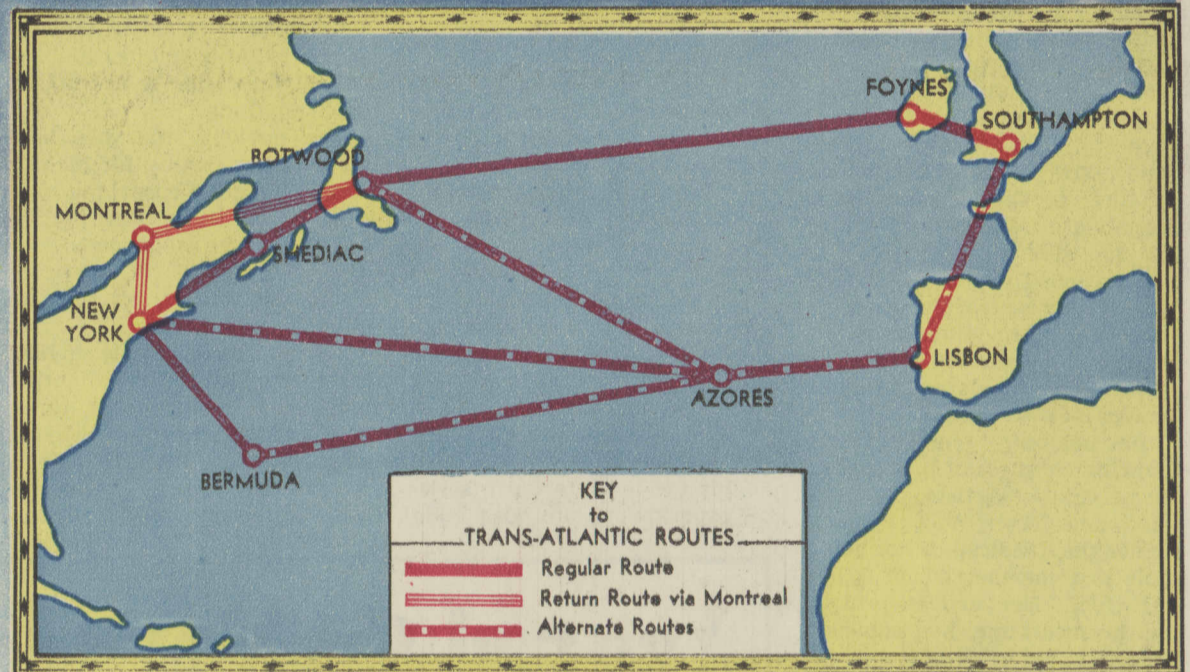 FOYNES
SOUTHAMPTON
BOTWOOD
MONTREAL
SHEDIAC
NEW
YORK
LISBON
AZORES
BERMUDA
KEY
to
TRANS-ATLANTIC ROUTES
Regular Route
Return Route via Montreal
Alternate Routes